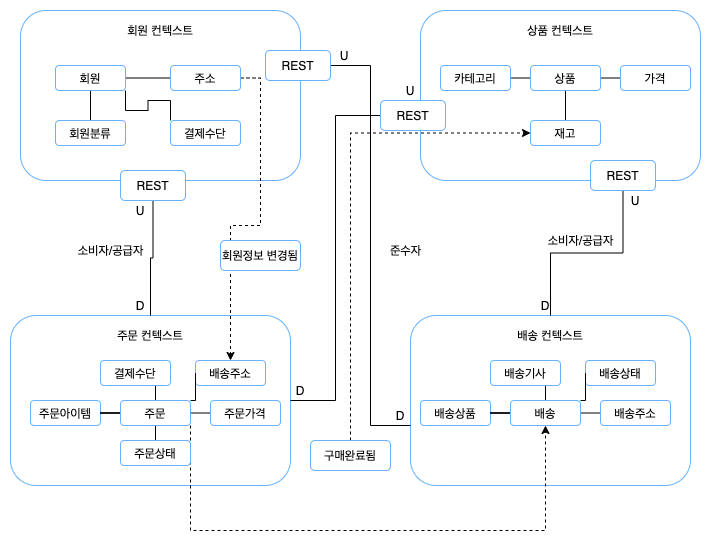 회원 컨텍스트
회원
주소
회원분류
결제수단
REST
U
REST
U
상품 컨텍스트
카테고리
상품
가격
재고
U
REST
REST
U
소비자/공급자
D
회원정보 변경됨
준수자
소비자/공급자
D
주문 컨텍스트
결제수단
배송주소
주문아이템
주문
주문가격
주문상태
D
구매완료됨
D
배송 컨텍스트
배송기사
배송상태
배송상품
배송
배송주소